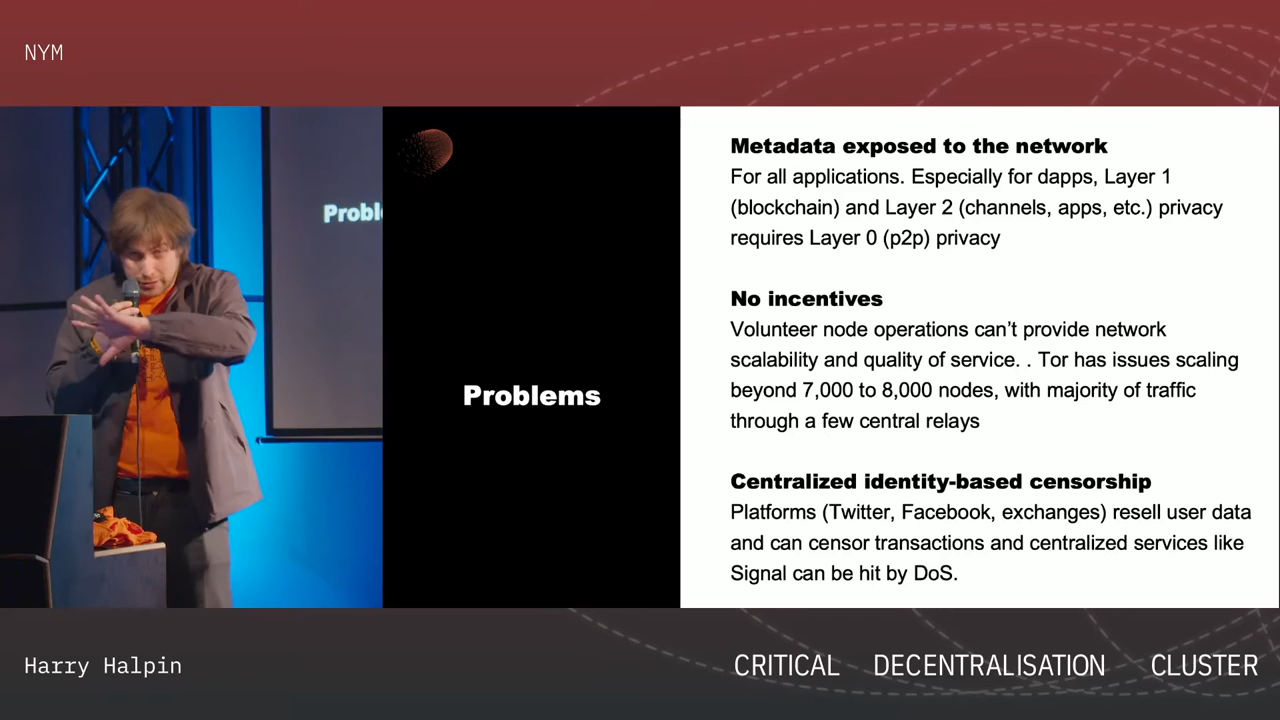 NYM
Proble
Problems
Metadata exposed to the network
For all applications. Especially for dapps, Layer 1
(blockchain) and Layer 2 (channels, apps, etc.) privacy
requires Layer 0 (p2p) privacy
No incentives
Volunteer node operations can’t provide network
scalability and quality of service. . Tor has issues scaling
beyond 7,000 to 8,000 nodes, with majority of traffic
through a few central relays
Centralized identity-based censorship
Platforms (Twitter, Facebook, exchanges) resell user data
and can censor transactions and centralized services like
Signal can be hit by DoS.
Harry Halpin
CRITICAL DECENTRALISATION CLUSTER